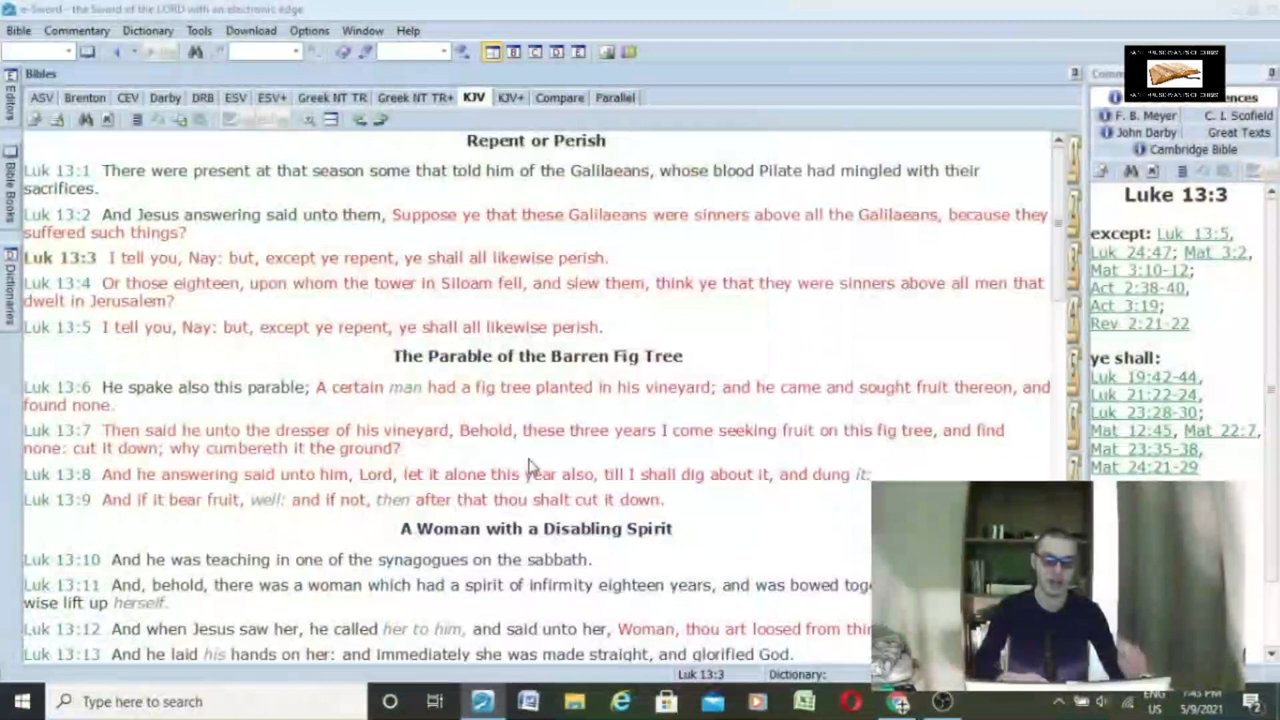 e-Sword - the Sword of the LORD with an electronic edge
Bible Commentary Dictionary Tools Download Options Window Help
Bibles
ASV Brenton CEV Darby DRB ESV ESV+ Greek NT TR Greek NT TR+ KJV KJV+ Compare Parallel
Editors
Bible Books
Dictionaries
Repent or Perish
Luk 13:1 There were present at that season some that told him of the Galilaeans, whose blood Pilate had mingled with their
sacrifices.
Luk 13:2 And Jesus answering said unto them, Suppose ye that these Galilaeans were sinners above all the Galilaeans, because they
suffered such things?
Luk 13:3 I tell you, Nay: but, except ye repent, ye shall all likewise perish.
Luk 13:4 Or those eighteen, upon whom the tower in Siloam fell, and slew them, think ye that they were sinners above all men that
dwelt in Jerusalem?
Luk 13:5 I tell you, Nay: but, except ye repent, ye shall all likewise perish.
The Parable of the Barren Fig Tree
Luk 13:6 He spake also this parable; A certain man had a fig tree planted in his vineyard; and he came and sought fruit thereon, and
found none.
Luk 13:7 Then said he unto the dresser of his vineyard, Behold, these three years I come seeking fruit on this fig tree, and find
none: cut it down; why cumbereth it the ground?
Luk 13:8 And he answering said unto him, Lord, let it alone this year also, till I shall dig about it, and dung it:
Luk 13:9 And if it bear fruit, well: and if not, then after that thou shalt cut it down.
A Woman with a Disabling Spirit
Luk 13:10 And he was teaching in one of the synagogues on the sabbath.
Luk 13:11 And, behold, there was a woman which had a spirit of infirmity eighteen years, and was bowed toge
wise lift up herself.
Luk 13:12 And when Jesus saw her, he called her to him, and said unto her, Woman, thou art loosed from thin
Luk 13:13 And he laid his hands on her: and immediately she was made straight, and glorified God.
F. B. Meyer C. I. Scofield
John Darby Great Texts
Cambridge Bible
Luke 13:3
except: Luk 13:5,
Luk 24:47; Mat 3:2,
Mat 3:10-12;
Act 2:38-40,
Act 3:19;
Rev 2:21-22
ye shall:
Luk 19:42-44,
Luk 21:22-24,
Luk 23:28-30;
Mat 12:45, Mat 22:7,
Mat 23:35-38,
Mat 24:21-29
Luk 13:3 Dictionary:
Type here to search
ENG
US
7:45 PM
5/9/2021